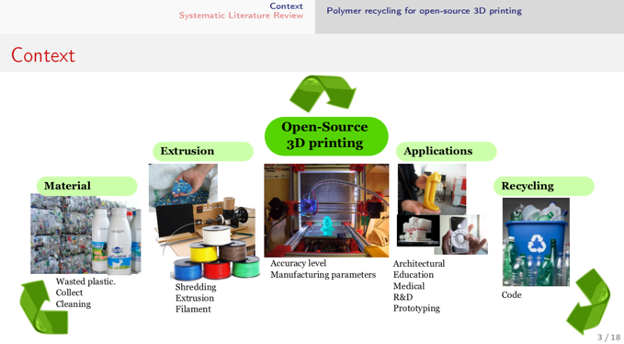 Context
Systematic Literature Review
Polymer recycling for open-source 3D printing
Context
Open-Source
3D printing
Extrusion
Applications
Material
Recycling
Wasted plastic.
Collect
Cleaning
Shredding
Extrusion
Filament
Accuracy level
Manufacturing parameters
Architectural
Education
Medical
R&D
Prototyping
Code
3 / 18